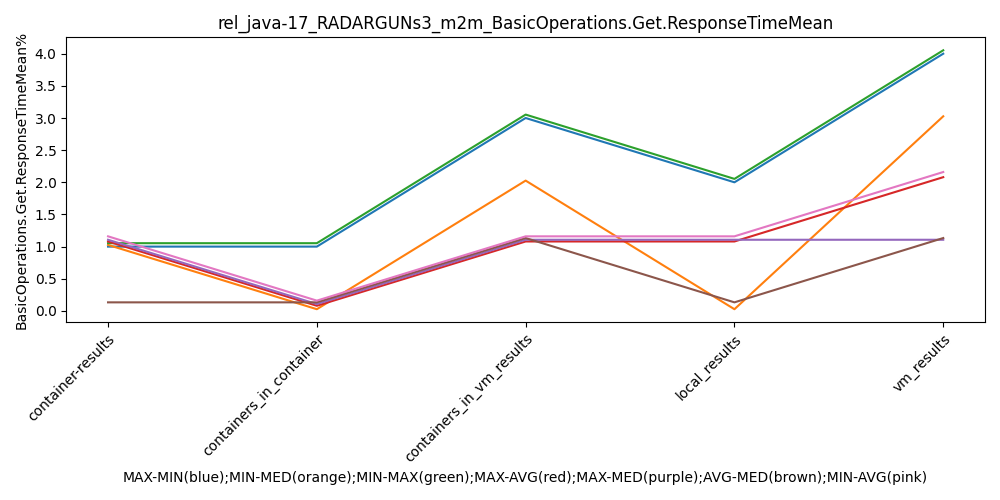 rel_java-17_RADARGUNs3_m2m_BasicOperations.Get.ResponseTimeMean
BasicOperations.Get.ResponseTimeMean%
4.0
3.5
3.0
2.5
2.0
1.5
1.0
0.5
0.0
container-results
containers_in_container
containers_in_vm_results
local_results
vm_results
MAX-MIN(blue);MIN-MED(orange);MIN-MAX(green);MAX-AVG(red);MAX-MED(purple);AVG-MED(brown);MIN-AVG(pink)